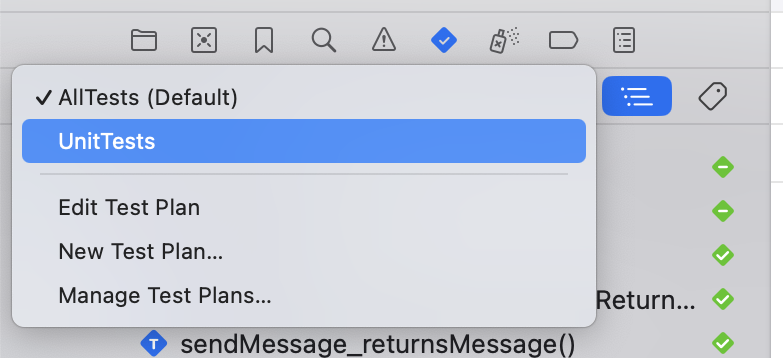 ✓ AllTests (Default)
UnitTests
Edit Test Plan
New Test Plan...
Manage Test Plans...
Return...
T sendMessage_returnsMessage()